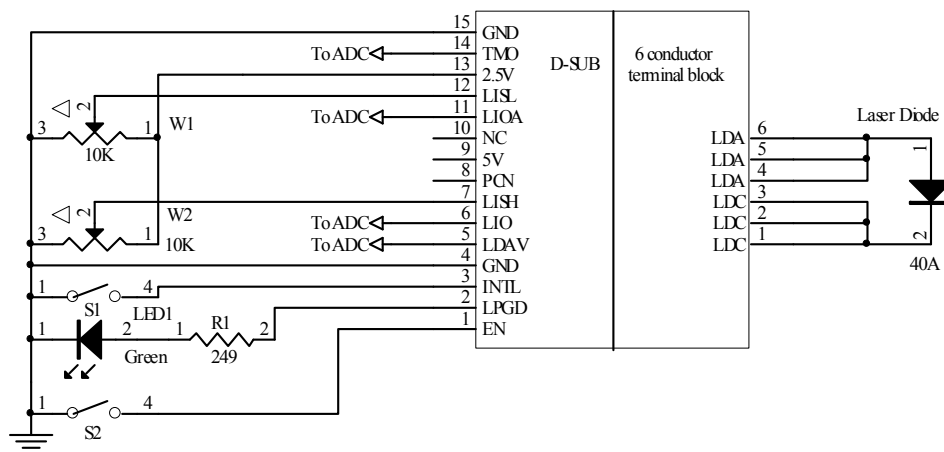 15 GND
To ADC 14 TMO
13 2.5V
12 LISL
To ADC 11 LIOA
10 NC
9 5V
8 PCN
7 LISH
To ADC 6 LIO
To ADC 5 LDAV
4 GND
3 INTL
2 LPGD
1 EN
D-SUB
6 conductor
terminal block
LDA 6
LDA 5
LDA 4
LDC 3
LDC 2
LDC 1
Laser Diode
1
2
40A
2
3 1 W1
10K
2
3 1 W2
10K
1 4
S1
LED1
1 2
Green
1 R1 2
249
1 4
S2